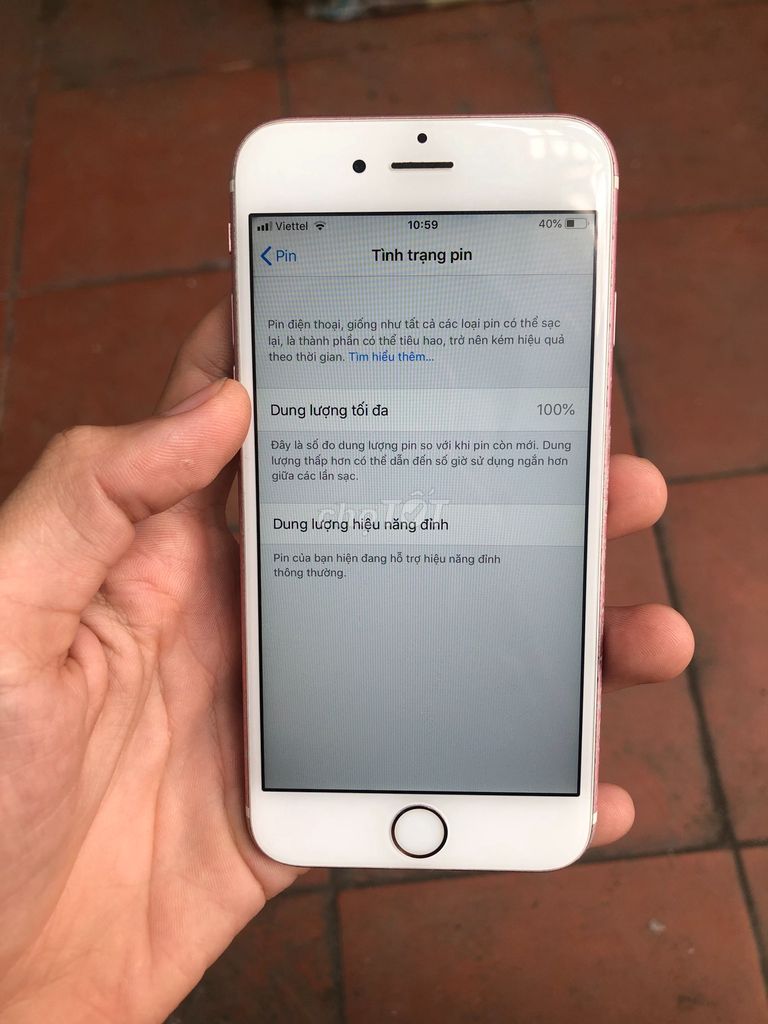 Viettel 10:59 40%
Pin Tình trạng pin
Pin điện thoại, giống như tất cả các loại pin có thể sạc
lại, là thành phần có thể tiêu hao, trở nên kém hiệu quả
theo thời gian. Tìm hiểu thêm...
Dung lượng tối đa 100%
Đây là số đo dung lượng pin so với khi pin còn mới. Dung
lượng thấp hơn có thể dẫn đến số giờ sử dụng ngắn hơn
giữa các lần sạc.
choTỐT
Dung lượng hiệu năng đỉnh
Pin của bạn hiện đang hỗ trợ hiệu năng đỉnh
thông thường.